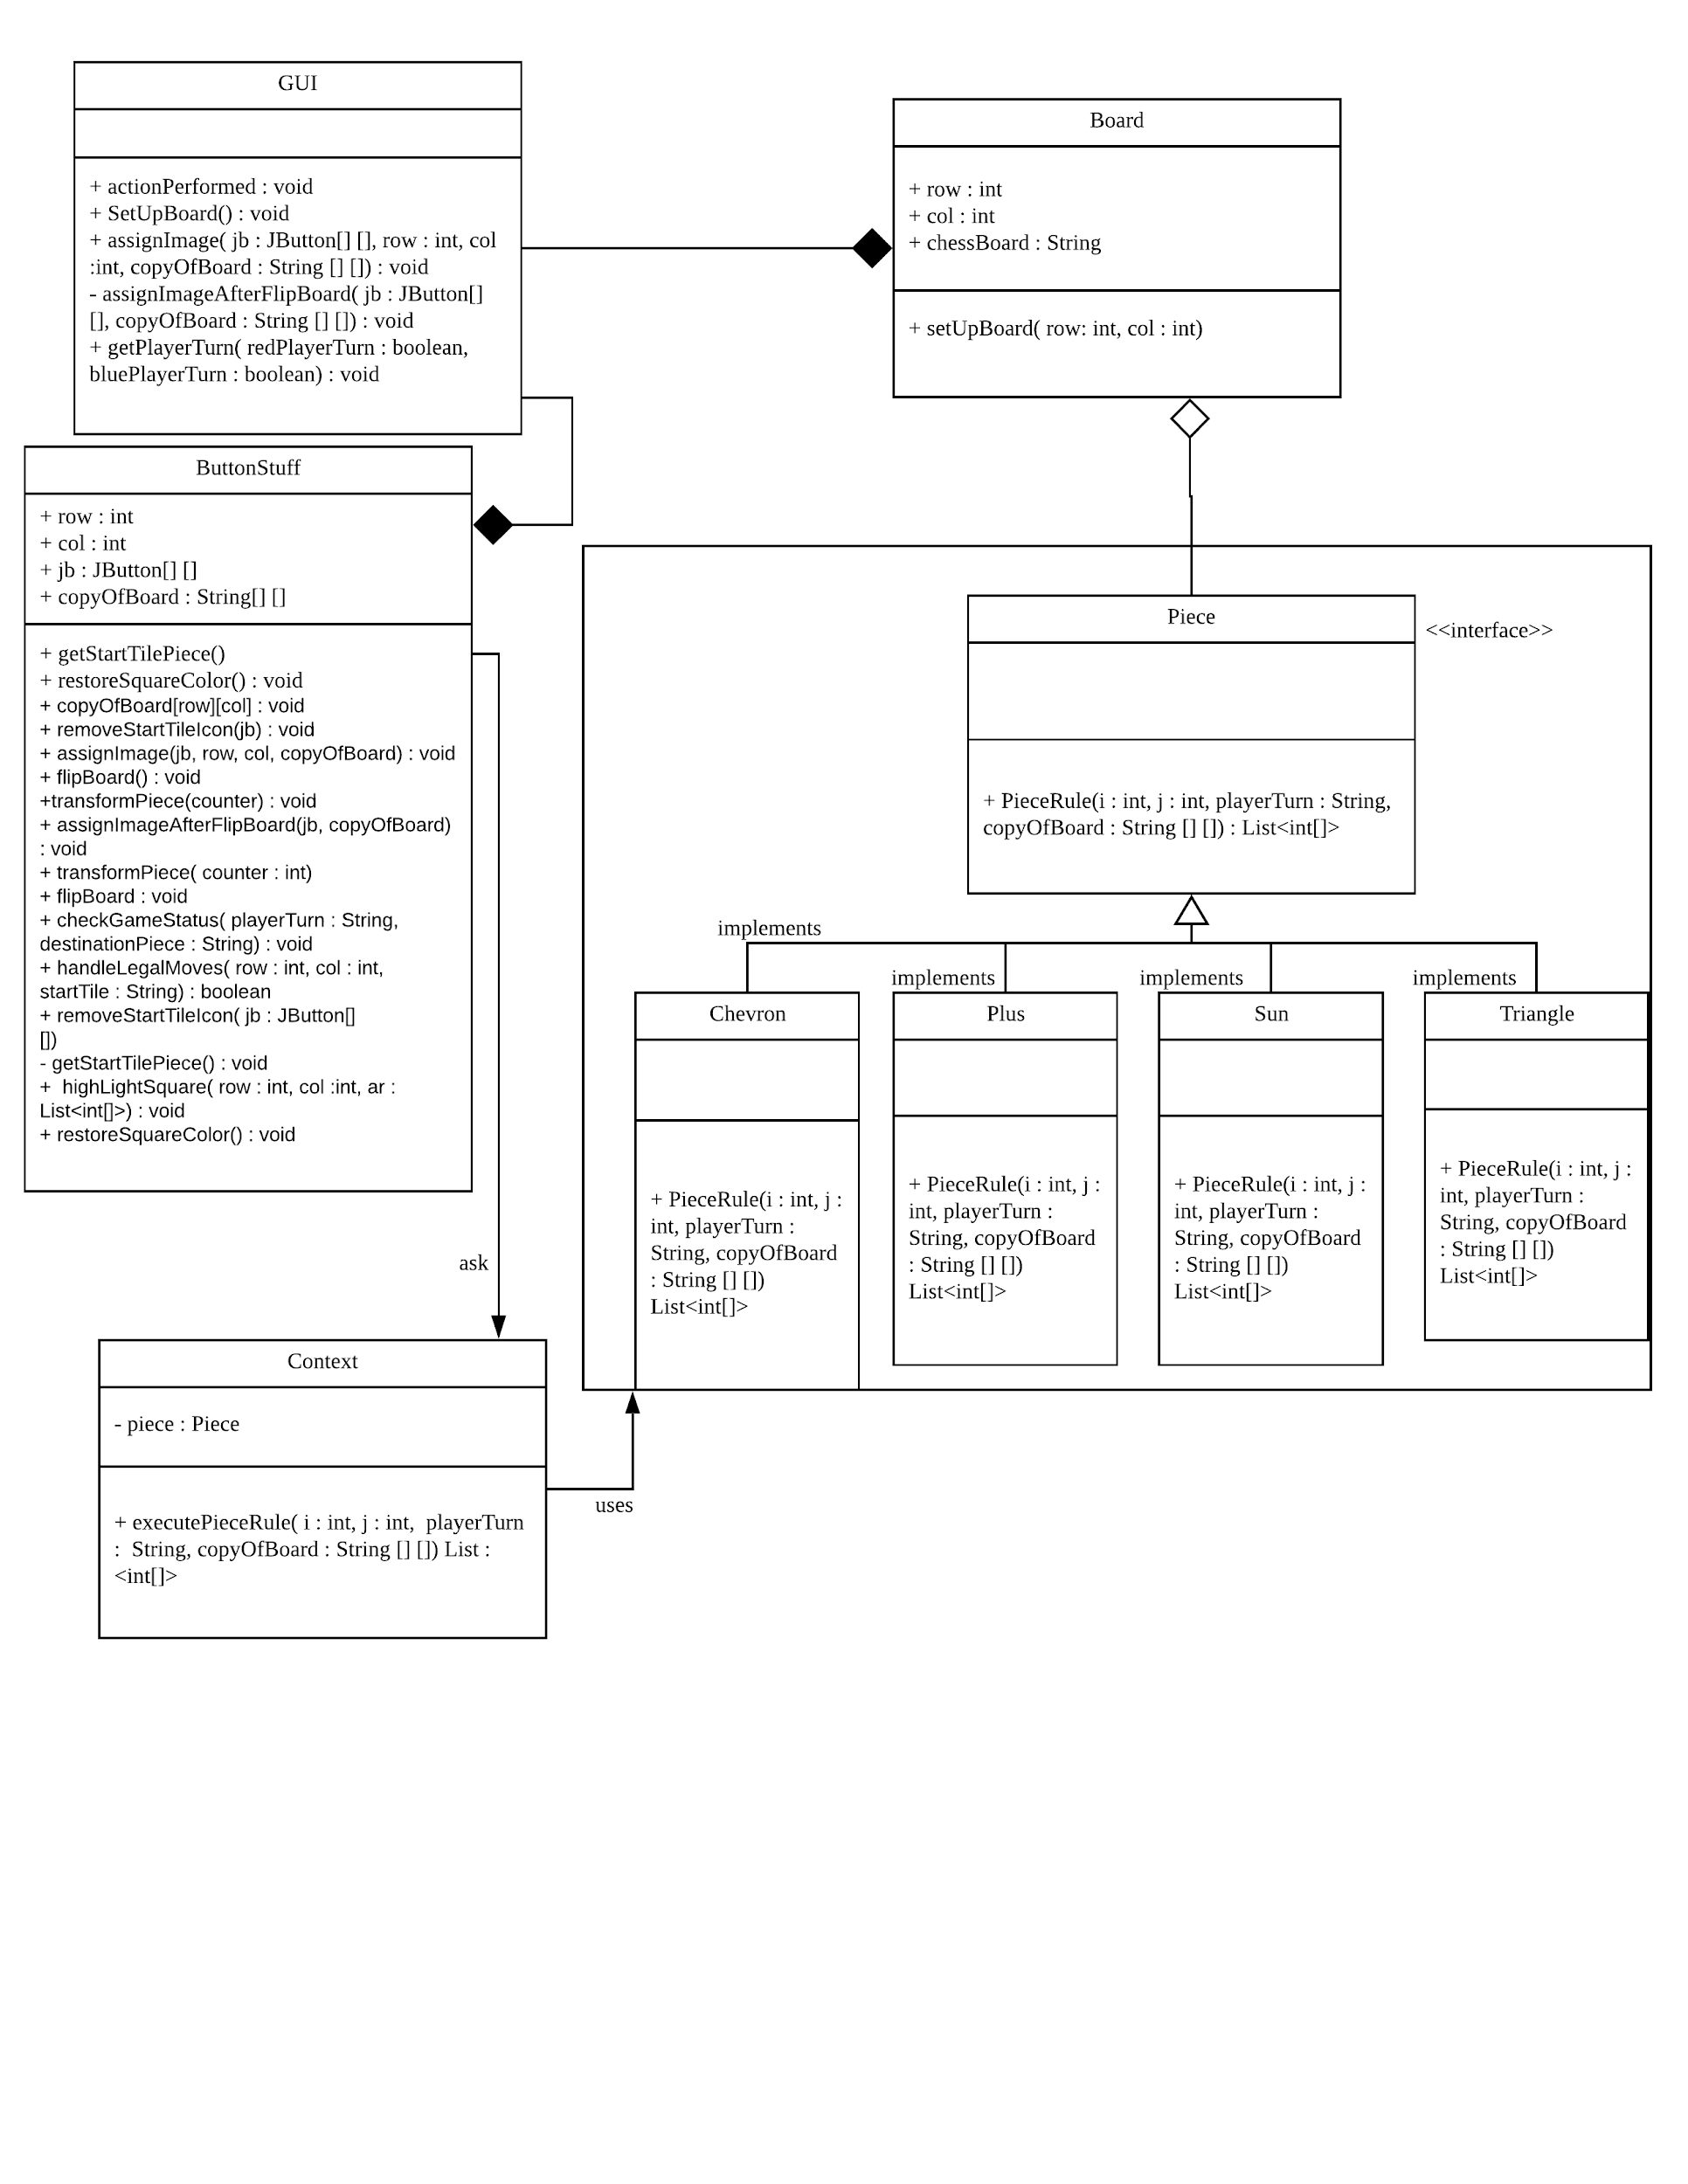 GUI
+ actionPerformed : void
+ SetUpBoard() : void
+ assignImage( jb : JButton[] [], row : int, col
:int, copyOfBoard : String [] []) : void
- assignImageAfterFlipBoard( jb : JButton[]
[], copyOfBoard : String [] []) : void
+ getPlayerTurn( redPlayerTurn : boolean,
bluePlayerTurn : boolean) : void
Board
+ row : int
+ col : int
+ chessBoard : String
+ setUpBoard( row: int, col : int)
ButtonStuff
+ row : int
+ col : int
+ jb : JButton[] []
+ copyOfBoard : String[] []
+ getStartTilePiece()
+ restoreSquareColor() : void
+ copyOfBoard[row][col] : void
+ removeStartTileIcon(jb) : void
+ assignImage(jb, row, col, copyOfBoard) : void
+ flipBoard() : void
+transformPiece(counter) : void
+ assignImageAfterFlipBoard(jb, copyOfBoard)
: void
+ transformPiece( counter : int)
+ flipBoard : void
+ checkGameStatus( playerTurn : String,
destinationPiece : String) : void
+ handleLegalMoves( row : int, col : int,
startTile : String) : boolean
+ removeStartTileIcon( jb : JButton[]
[])
- getStartTilePiece() : void
+  highLightSquare( row : int, col :int, ar :
List<int[]>) : void
+ restoreSquareColor() : void
Piece
<<interface>>
+ PieceRule(i : int, j : int, playerTurn : String,
copyOfBoard : String [] []) : List<int[]>
implements
implements
implements
implements
Chevron
+ PieceRule(i : int, j :
int, playerTurn :
String, copyOfBoard
: String [] [])
List<int[]>
Plus
+ PieceRule(i : int, j :
int, playerTurn :
String, copyOfBoard
: String [] [])
List<int[]>
Sun
+ PieceRule(i : int, j :
int, playerTurn :
String, copyOfBoard
: String [] [])
List<int[]>
Triangle
+ PieceRule(i : int, j :
int, playerTurn :
String, copyOfBoard
: String [] [])
List<int[]>
ask
Context
- piece : Piece
+ executePieceRule( i : int, j : int,  playerTurn
:  String, copyOfBoard : String [] []) List :
<int[]>
uses